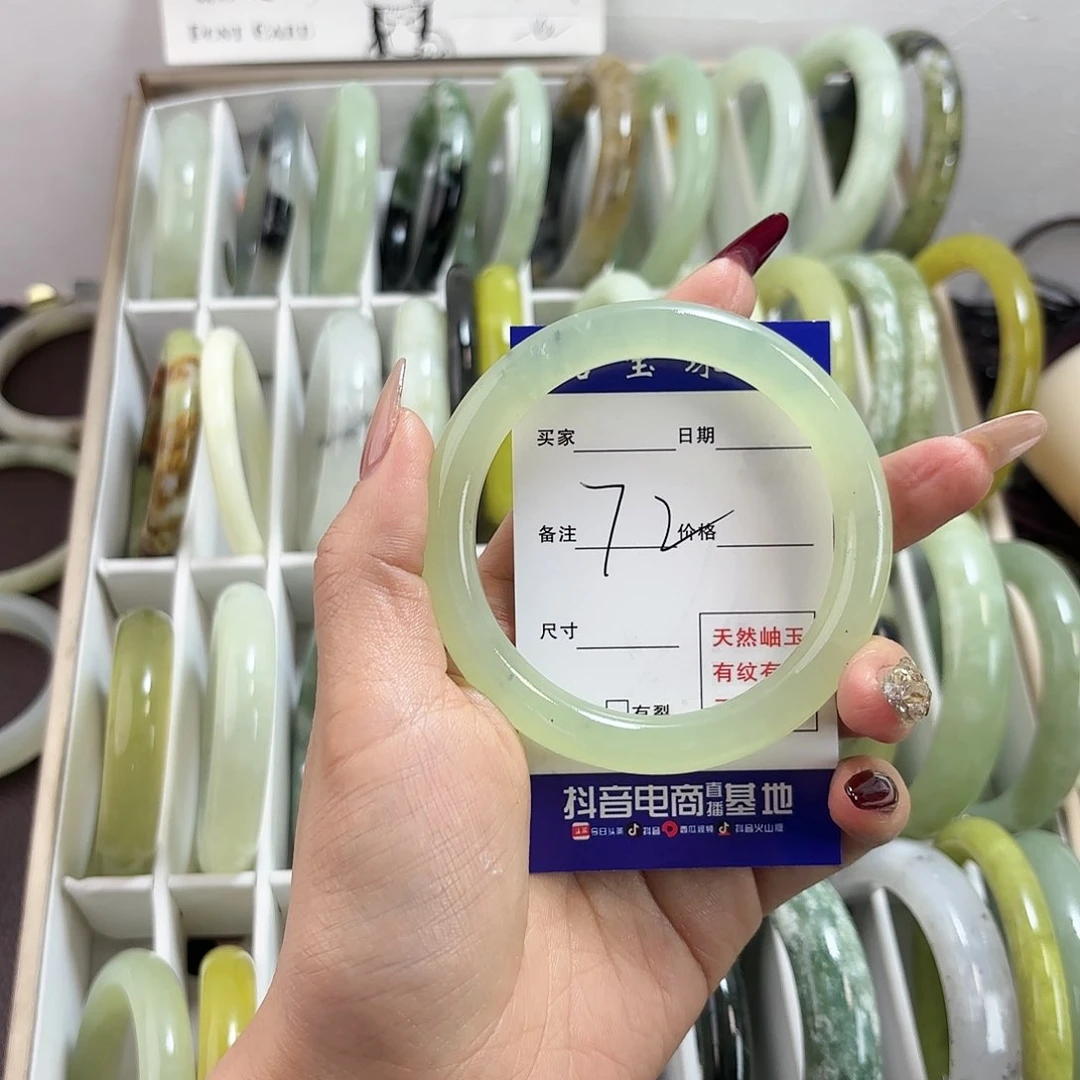 买家 日期
72
备注 价格
尺寸
天然岫玉
有纹有
有裂
抖音电商直播基地
今日头条 抖音 西瓜视频 抖音火山版